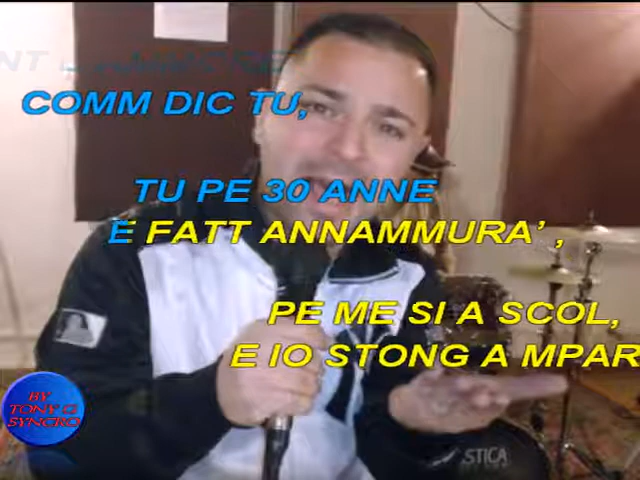 COMM DIC TU,
TU PE 30 ANNE
E FATT ANNAMMURA’ ,
PE ME SI A SCOL,
E IO STONG A MPAR
BY
TONY O
SYNCRO
STICA